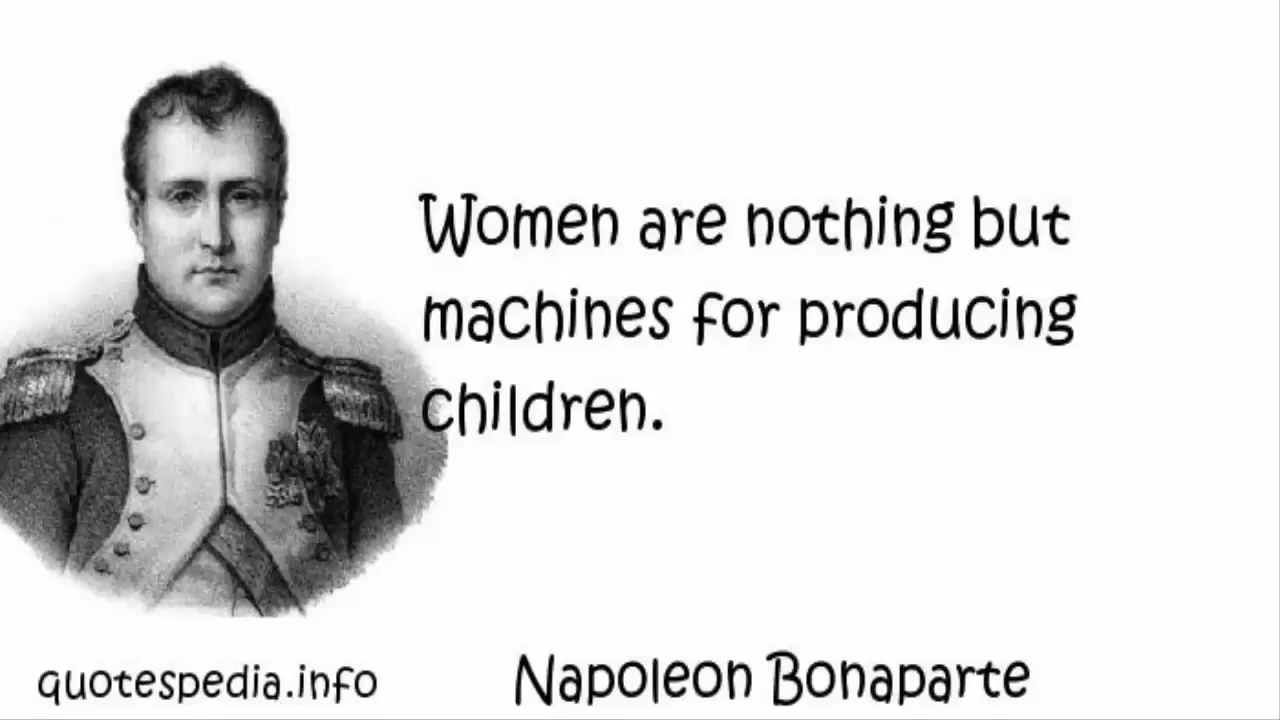 Women are nothing but
machines for producing
children.
quotespedia.info
Napoleon Bonaparte